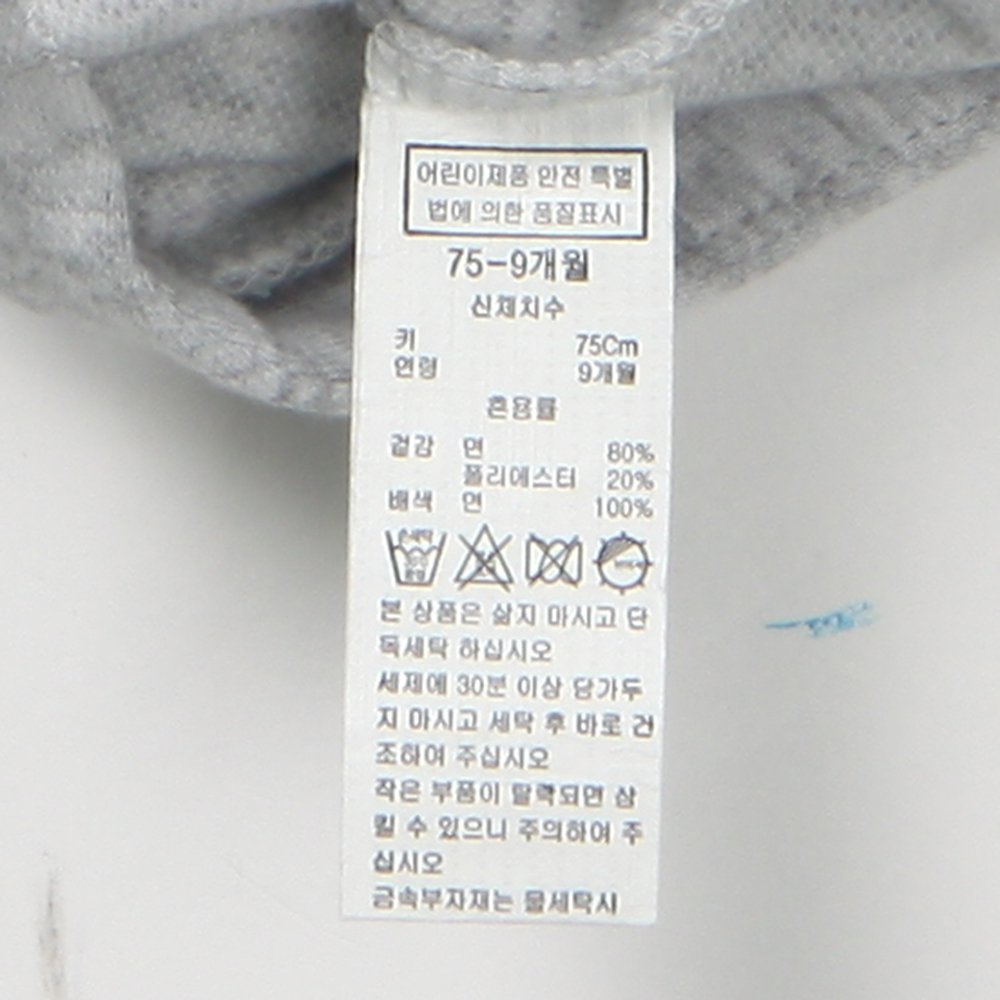 어린이제품 안전 특별
법에 의한 품질표시
75-9개월
신체치수
키 75Cm
연령 9개월
혼용률
겉감 면 80%
폴리에스터 20%
배색 면 100%
손세탁
본 상품은 삶지 마시고 단
독세탁 하십시오
세제에 30분 이상 담가두
지 마시고 세탁 후 바로 건
조하여 주십시오
작은 부품이 탈락되면 삼
킬 수 있으니 주의하여 주
십시오
금속부자재는 물세탁시